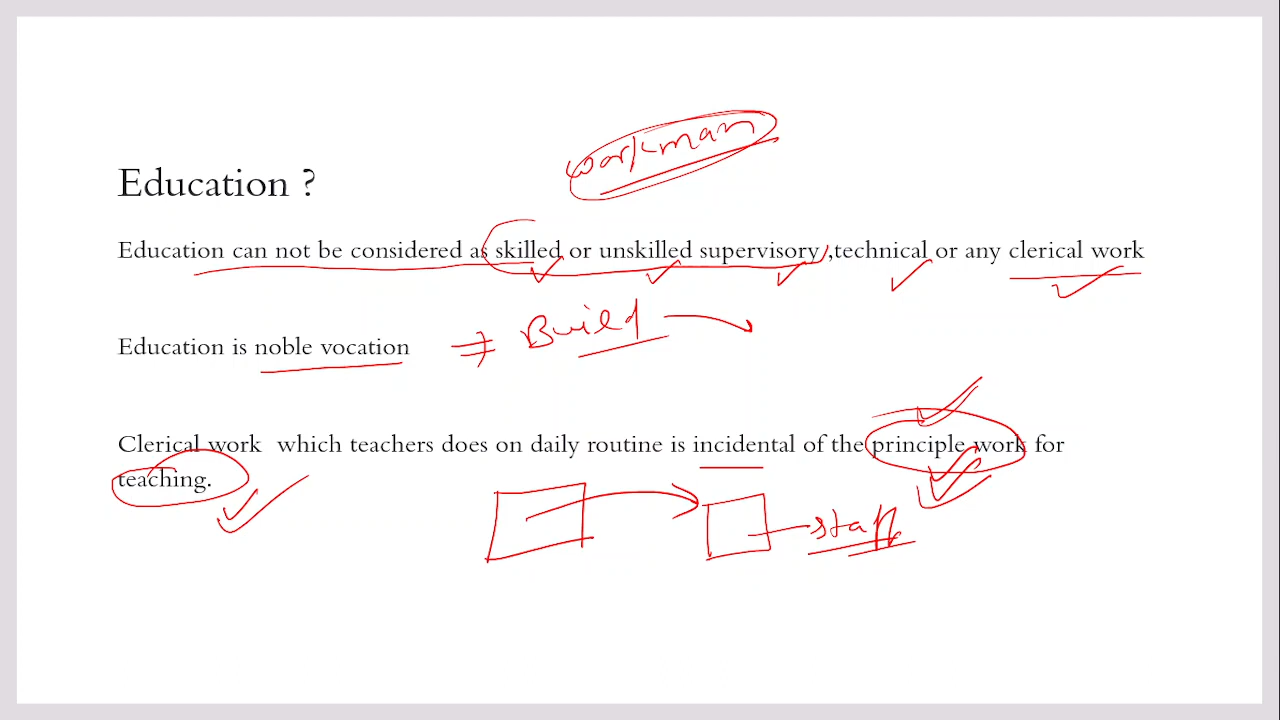 workman
Education ?
Education can not be considered as skilled or unskilled supervisory ,technical or any clerical work
Build
Education is noble vocation
Clerical work which teachers does on daily routine is incidental of the principle work for
teaching.
staff